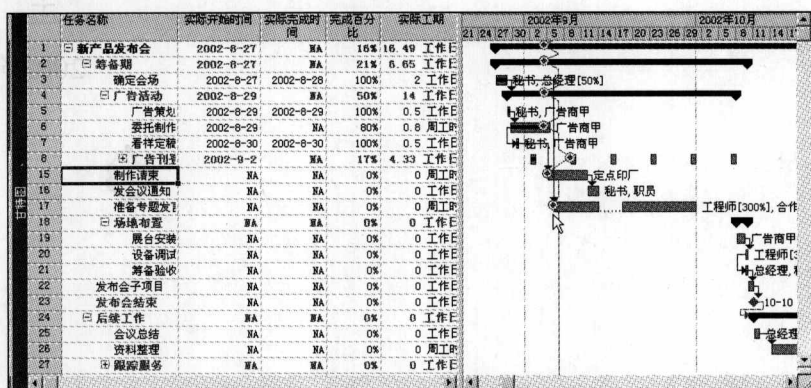 任务名称 实际开始时间 实际完成时间 完成百分比 实际工期 2002年9月 2002年10月
21 24 27 30 2 5 8 11 14 17 20 23 26 29 2 5 8 11 14 17
1 新产品发布会 2002-8-27 NA 16% 16.49 工作日
2 筹备期 2002-8-27 NA 21% 6.65 工作日
3 确定会场 2002-8-27 2002-8-28 100% 2 工作日 秘书, 总经理[50%]
4 广告活动 2002-8-29 NA 50% 14 工作日
5 广告策划 2002-8-29 2002-8-29 100% 0.5 工作日 秘书, 广告商甲
6 委托制作 2002-8-29 NA 80% 0.8 周工时 广告商甲
7 看样定稿 2002-8-30 2002-8-30 100% 0.5 工作日 秘书, 广告商甲
8 广告刊登 2002-9-2 NA 17% 4.33 工作日
15 制作请柬 NA NA 0% 0 周工时 定点印厂
16 发会议通知 NA NA 0% 0 工作日 秘书, 职员
17 准备专题发言 NA NA 0% 0 周工时 工程师[300%], 合作
18 场地布置 NA NA 0% 0 工作日
19 展台安装 NA NA 0% 0 工作日 广告商甲
20 设备调试 NA NA 0% 0 工作日 工程师[3
21 筹备验收 NA NA 0% 0 工作日 总经理,
22 发布会子项目 NA NA 0% 0 工作日
23 发布会结束 NA NA 0% 0 工作日 10-10
24 后续工作 NA NA 0% 0 工作日
25 会议总结 NA NA 0% 0 工作日 总经理
26 资料整理 NA NA 0% 0 周工时
27 跟踪服务 NA NA 0% 0 工作日